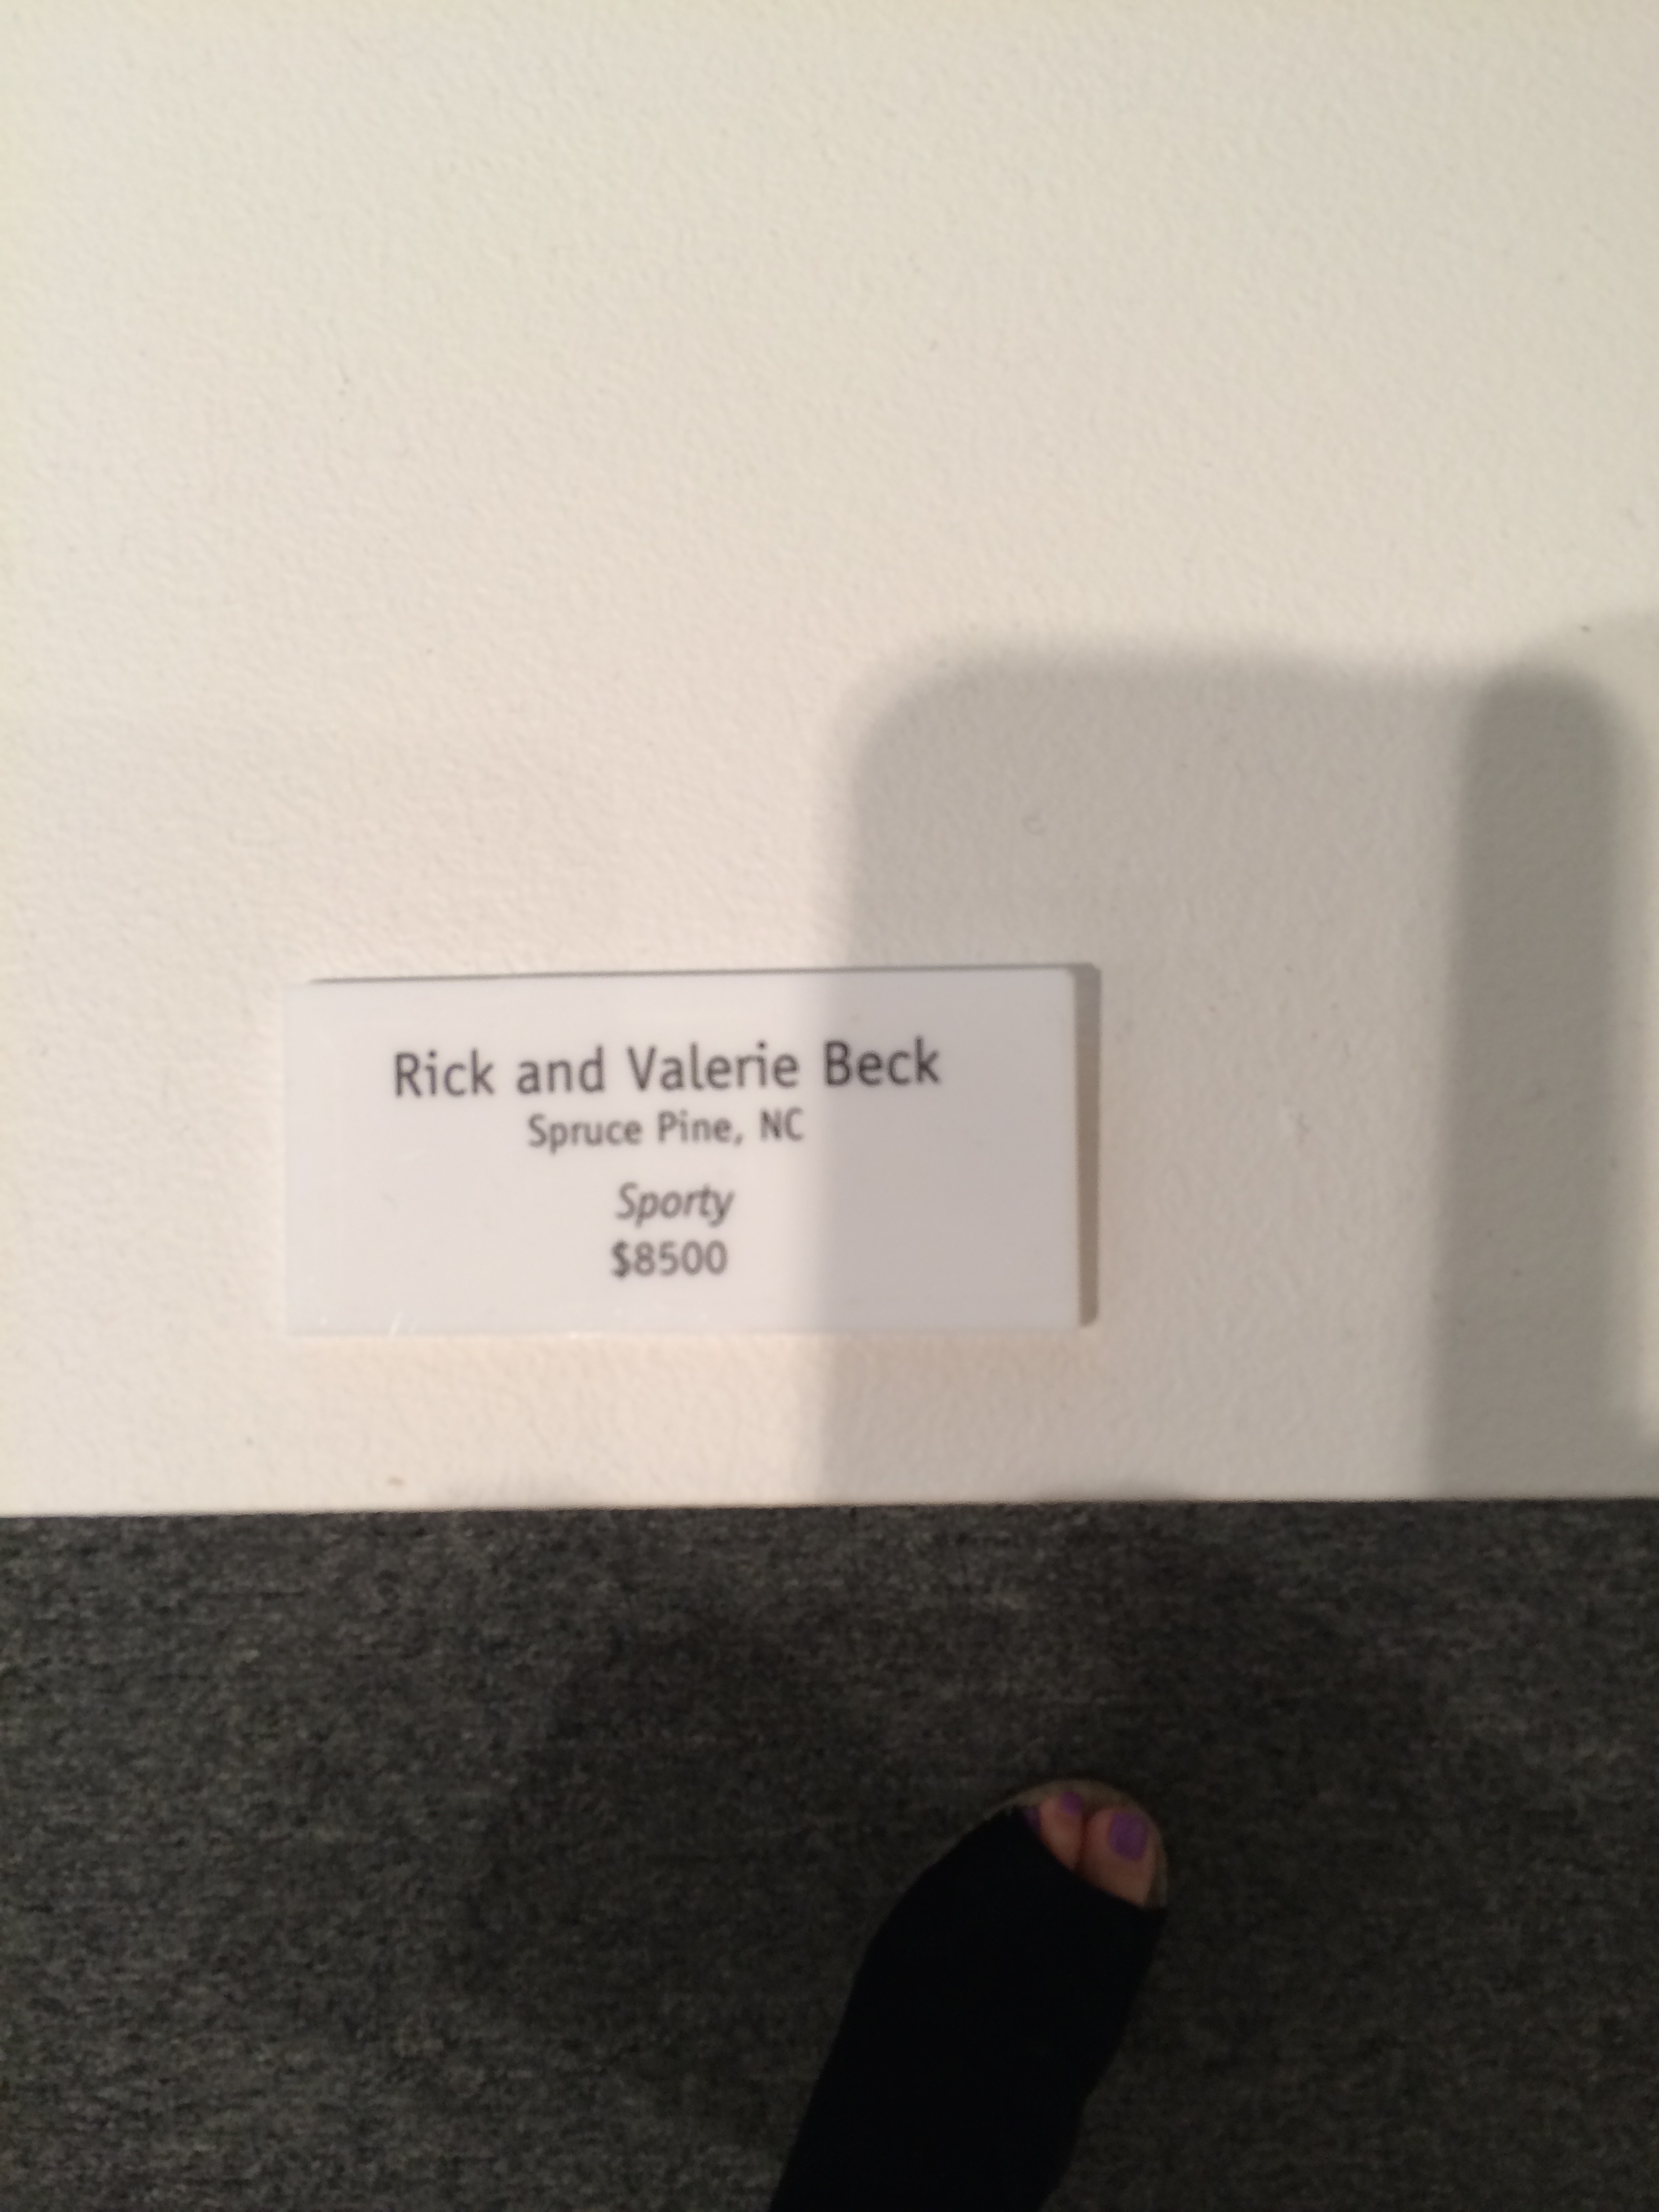 Rick and Valerie Beck
Spruce Pine, NC
Sporty
$8500